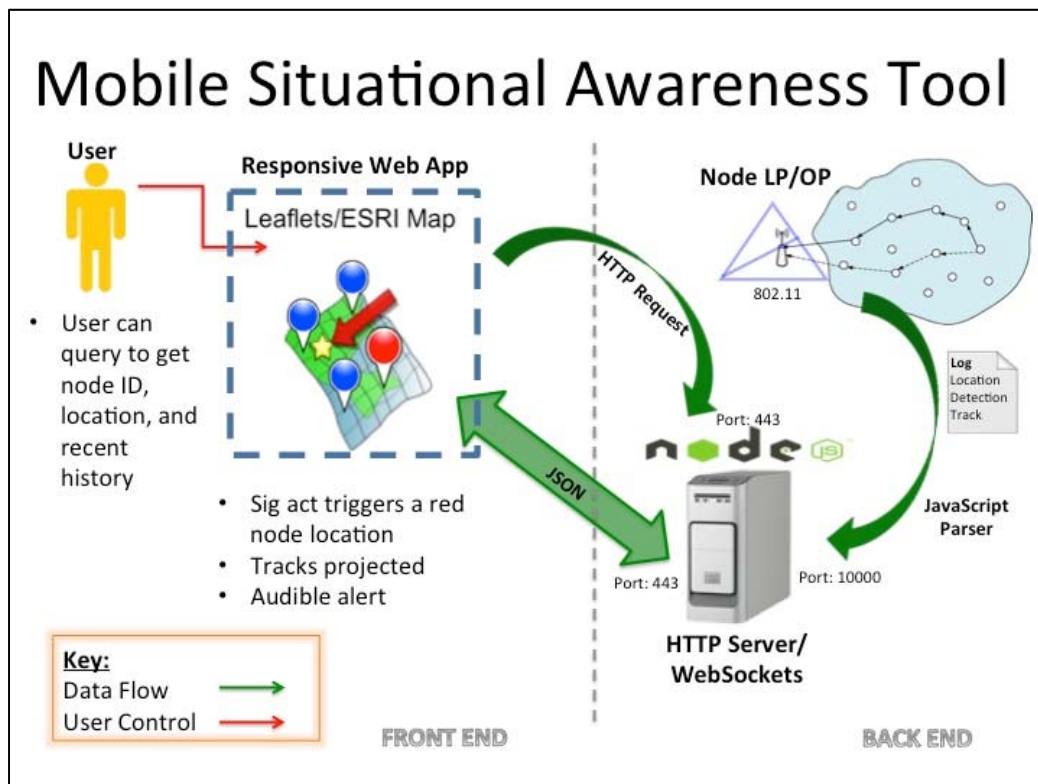 Mobile Situational Awareness Tool
User
• User can
query to get
node ID,
location, and
recent
history
Responsive Web App
Leaflets/ESRI Map
• Sig act triggers a red
node location
• Tracks projected
• Audible alert
HTTP Request
JSON
Node LP/OP
802.11
Log
Location
Detection
Track
Port: 443
node JS™
JavaScript
Parser
Port: 443
Port: 10000
HTTP Server/
WebSockets
Key:
Data Flow
User Control
FRONT END
BACK END